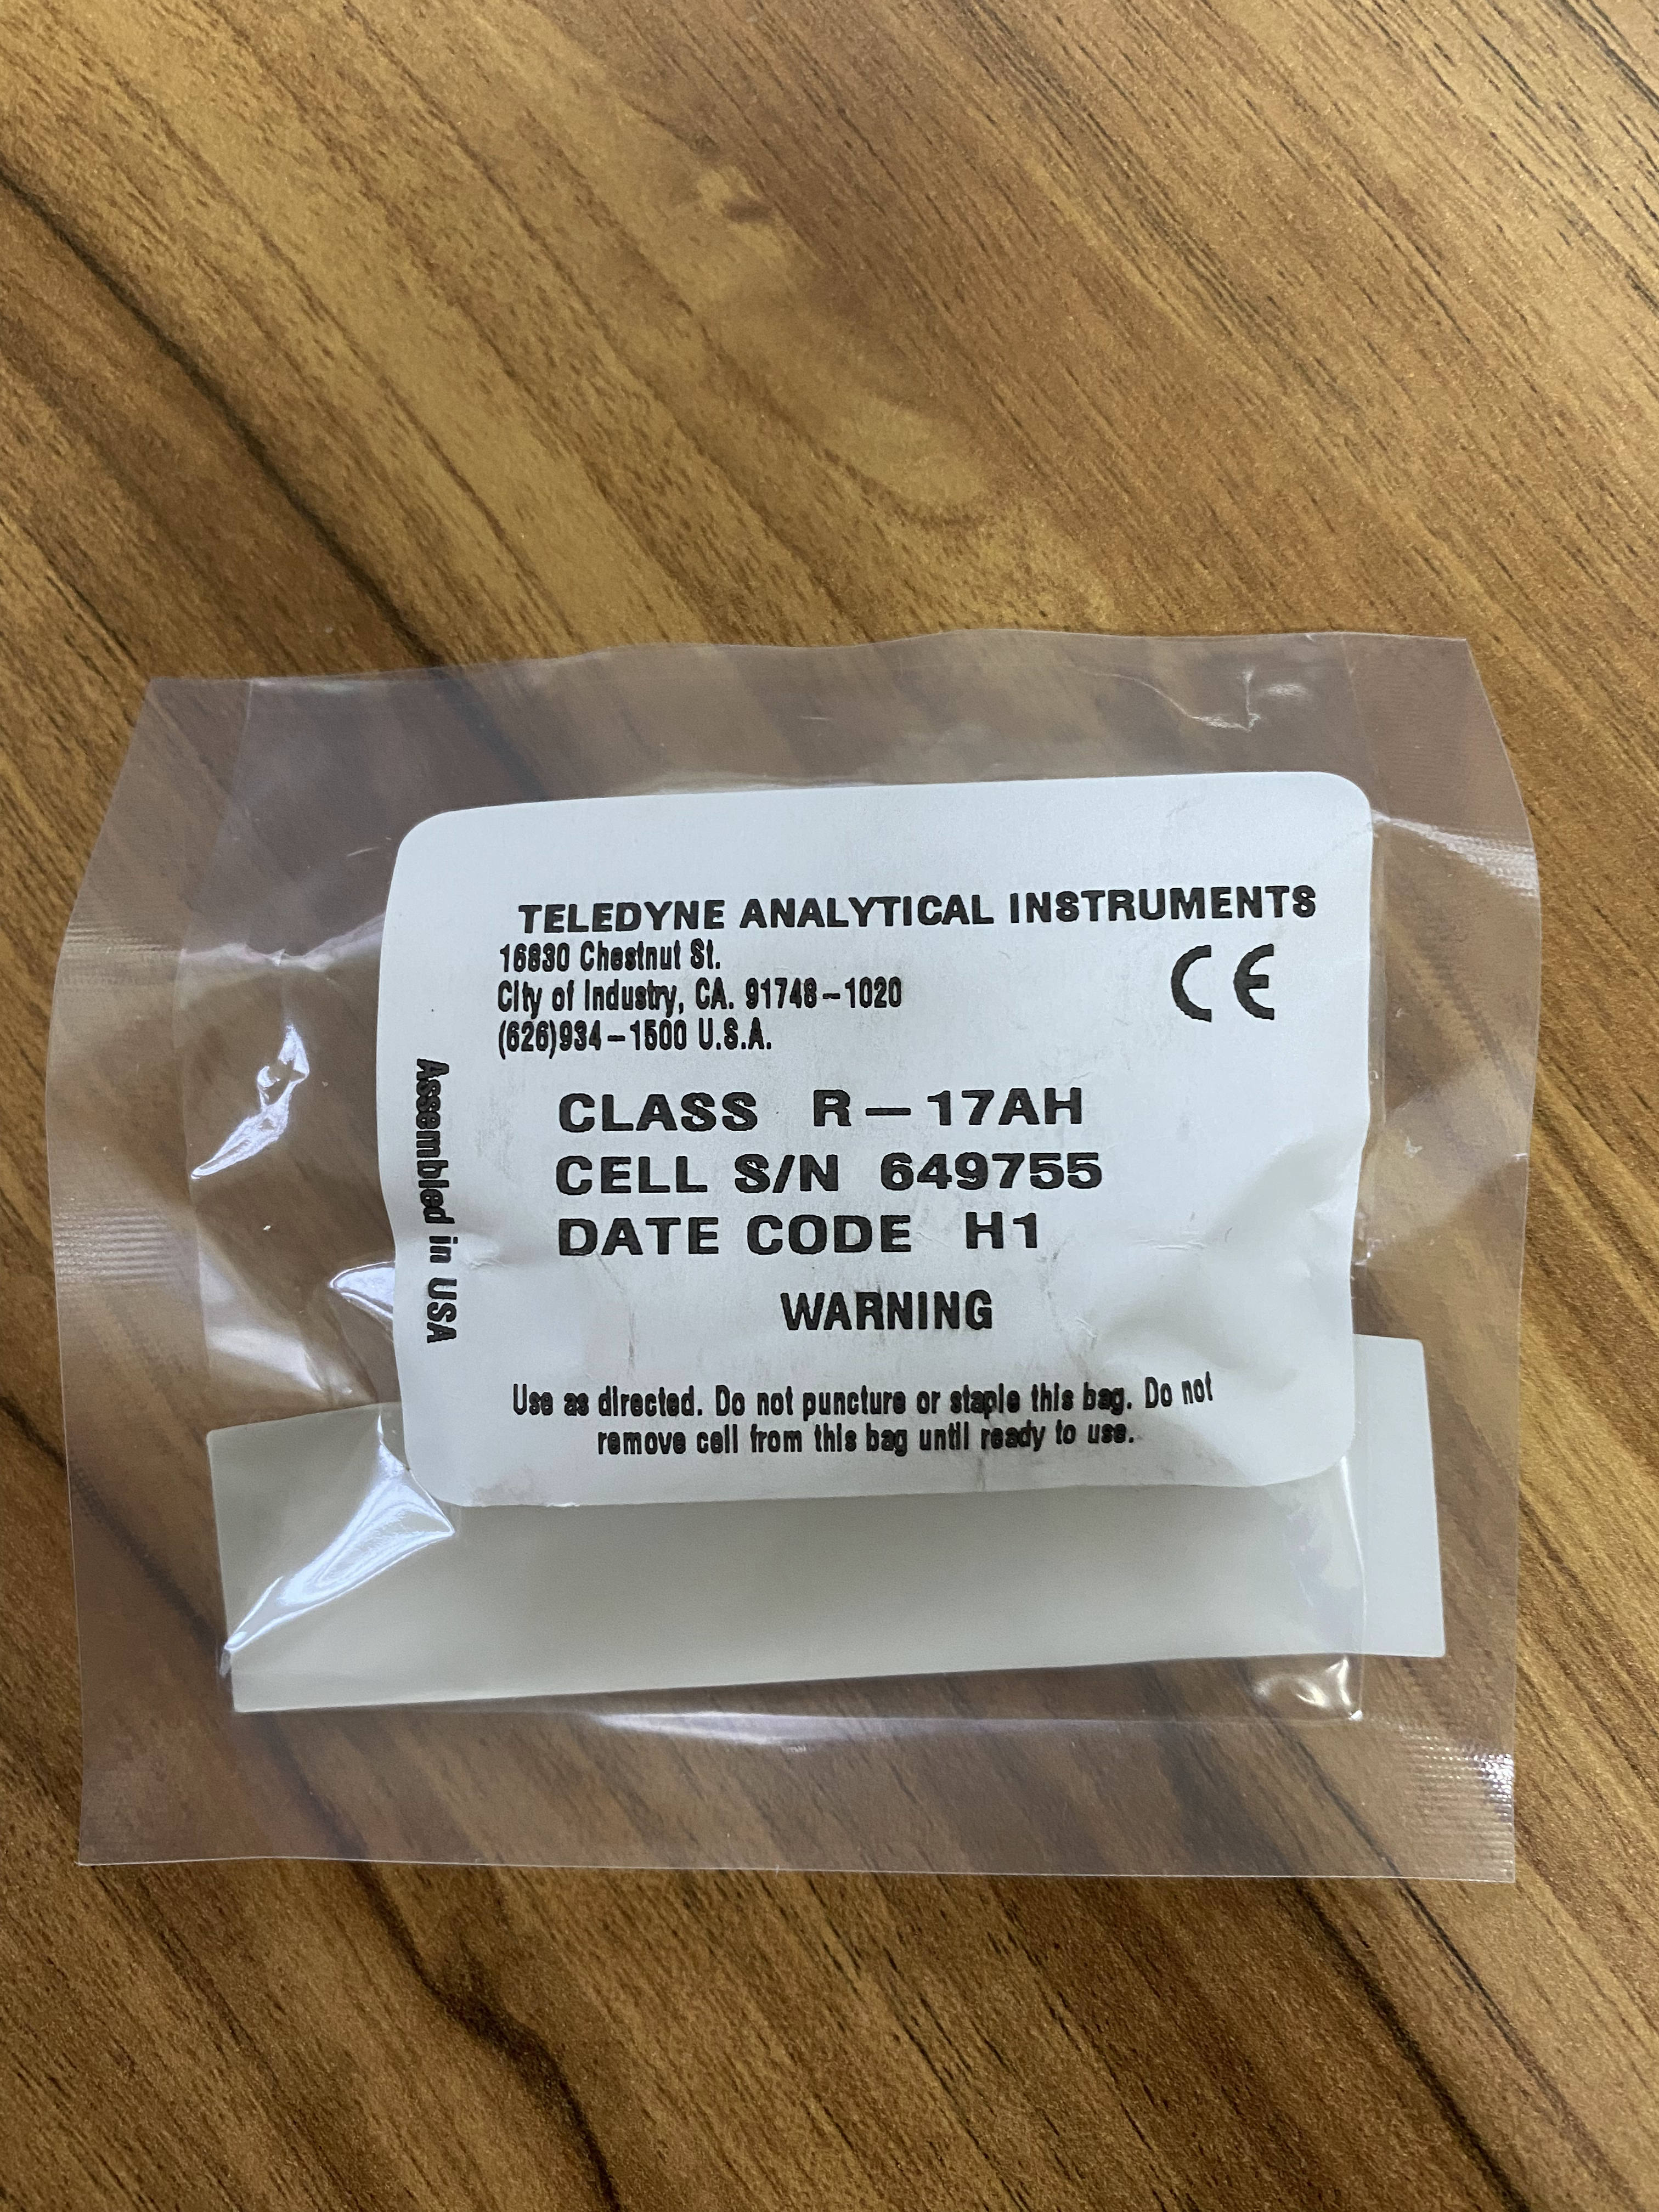 TELEDYNE ANALYTICAL INSTRUMENTS
16830 Chestnut St.
City of Industry, CA. 91748-1020
(626)934-1500 U.S.A.
CE
CLASS R-17AH
CELL S/N 649755
DATE CODE H1
WARNING
Use as directed. Do not puncture or staple this bag. Do not
remove cell from this bag until ready to use.
Assembled in USA